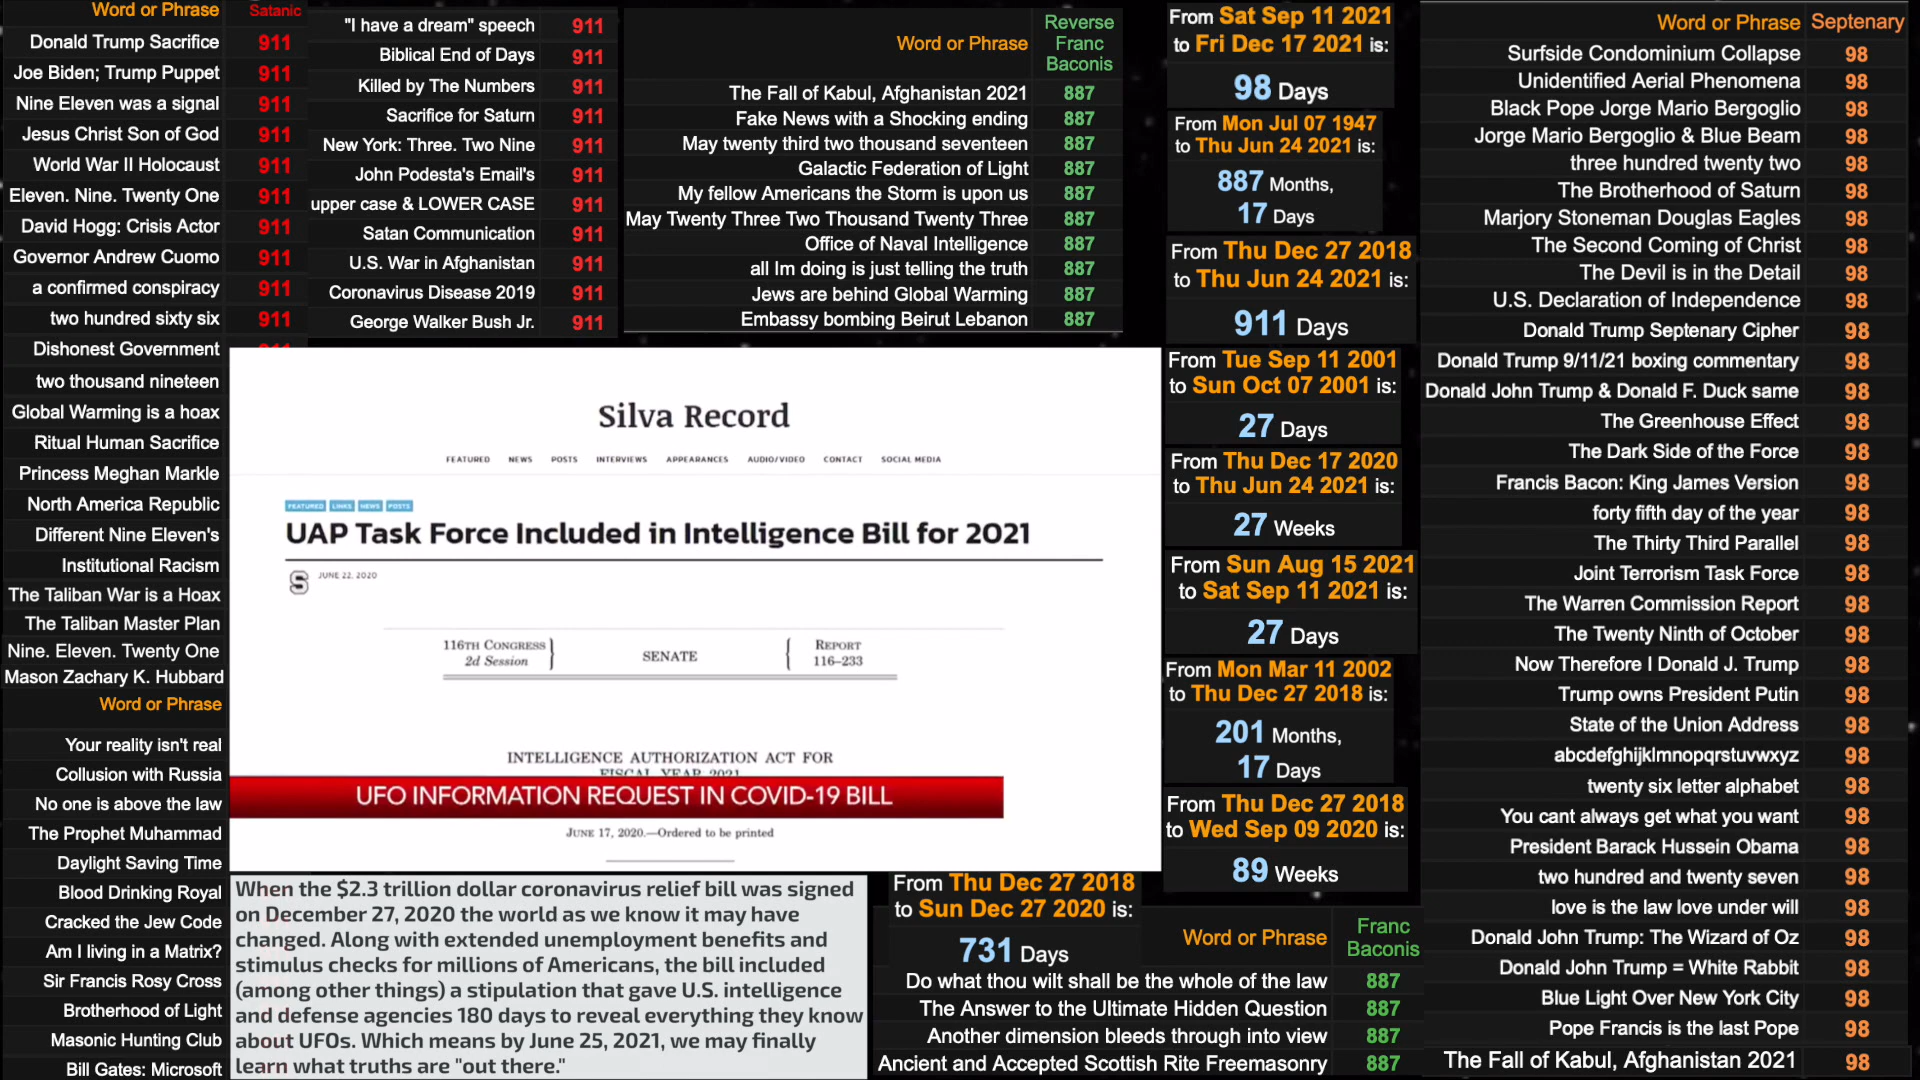 Word or Phrase Satanic
Donald Trump Sacrifice 911
Joe Biden; Trump Puppet 911
Nine Eleven was a signal 911
Jesus Christ Son of God 911
World War II Holocaust 911
Eleven. Nine. Twenty One 911
David Hogg: Crisis Actor 911
Governor Andrew Cuomo 911
a confirmed conspiracy 911
two hundred sixty six 911
Dishonest Government
two thousand nineteen
Global Warming is a hoax
Ritual Human Sacrifice
Princess Meghan Markle
North America Republic
Different Nine Eleven's
Institutional Racism
The Taliban War is a Hoax
The Taliban Master Plan
Nine. Eleven. Twenty One
Mason Zachary K. Hubbard
Word or Phrase
Your reality isn't real
Collusion with Russia
No one is above the law
The Prophet Muhammad
Daylight Saving Time
Blood Drinking Royal
Cracked the Jew Code
Am I living in a Matrix?
Sir Francis Rosy Cross
Brotherhood of Light
Masonic Hunting Club
Bill Gates: Microsoft
"I have a dream" speech 911
Biblical End of Days 911
Killed by The Numbers 911
Sacrifice for Saturn 911
New York: Three. Two Nine 911
John Podesta's Email's 911
upper case & LOWER CASE 911
Satan Communication 911
U.S. War in Afghanistan 911
Coronavirus Disease 2019 911
George Walker Bush Jr. 911
Word or Phrase Reverse Franc Baconis
The Fall of Kabul, Afghanistan 2021 887
Fake News with a Shocking ending 887
May twenty third two thousand seventeen 887
Galactic Federation of Light 887
My fellow Americans the Storm is upon us 887
May Twenty Three Two Thousand Twenty Three 887
Office of Naval Intelligence 887
all Im doing is just telling the truth 887
Jews are behind Global Warming 887
Embassy bombing Beirut Lebanon 887
Silva Record
FEATURED NEWS POSTS INTERVIEWS APPEARANCES AUDIO/VIDEO CONTACT SOCIAL MEDIA
FEATURED LINKS NEWS POSTS
UAP Task Force Included in Intelligence Bill for 2021
S JUNE 22, 2020
116TH CONGRESS
2d Session
SENATE
REPORT
116–233
INTELLIGENCE AUTHORIZATION ACT FOR
FISCAL YEAR 2021
UFO INFORMATION REQUEST IN COVID-19 BILL
JUNE 17, 2020.—Ordered to be printed
When the $2.3 trillion dollar coronavirus relief bill was signed
on December 27, 2020 the world as we know it may have
changed. Along with extended unemployment benefits and
stimulus checks for millions of Americans, the bill included
(among other things) a stipulation that gave U.S. intelligence
and defense agencies 180 days to reveal everything they know
about UFOs. Which means by June 25, 2021, we may finally
learn what truths are "out there."
From Sat Sep 11 2021
to Fri Dec 17 2021 is:
98 Days
From Mon Jul 07 1947
to Thu Jun 24 2021 is:
887 Months,
17 Days
From Thu Dec 27 2018
to Thu Jun 24 2021 is:
911 Days
From Tue Sep 11 2001
to Sun Oct 07 2001 is:
27 Days
From Thu Dec 17 2020
to Thu Jun 24 2021 is:
27 Weeks
From Sun Aug 15 2021
to Sat Sep 11 2021 is:
27 Days
From Mon Mar 11 2002
to Thu Dec 27 2018 is:
201 Months,
17 Days
From Thu Dec 27 2018
to Wed Sep 09 2020 is:
89 Weeks
From Thu Dec 27 2018
to Sun Dec 27 2020 is:
731 Days
Word or Phrase Franc Baconis
Do what thou wilt shall be the whole of the law 887
The Answer to the Ultimate Hidden Question 887
Another dimension bleeds through into view 887
Ancient and Accepted Scottish Rite Freemasonry 887
Word or Phrase Septenary
Surfside Condominium Collapse 98
Unidentified Aerial Phenomena 98
Black Pope Jorge Mario Bergoglio 98
Jorge Mario Bergoglio & Blue Beam 98
three hundred twenty two 98
The Brotherhood of Saturn 98
Marjory Stoneman Douglas Eagles 98
The Second Coming of Christ 98
The Devil is in the Detail 98
U.S. Declaration of Independence 98
Donald Trump Septenary Cipher 98
Donald Trump 9/11/21 boxing commentary 98
Donald John Trump & Donald F. Duck same 98
The Greenhouse Effect 98
The Dark Side of the Force 98
Francis Bacon: King James Version 98
forty fifth day of the year 98
The Thirty Third Parallel 98
Joint Terrorism Task Force 98
The Warren Commission Report 98
The Twenty Ninth of October 98
Now Therefore I Donald J. Trump 98
Trump owns President Putin 98
State of the Union Address 98
abcdefghijklmnopqrstuvwxyz 98
twenty six letter alphabet 98
You cant always get what you want 98
President Barack Hussein Obama 98
two hundred and twenty seven 98
love is the law love under will 98
Donald John Trump: The Wizard of Oz 98
Donald John Trump = White Rabbit 98
Blue Light Over New York City 98
Pope Francis is the last Pope 98
The Fall of Kabul, Afghanistan 2021 98